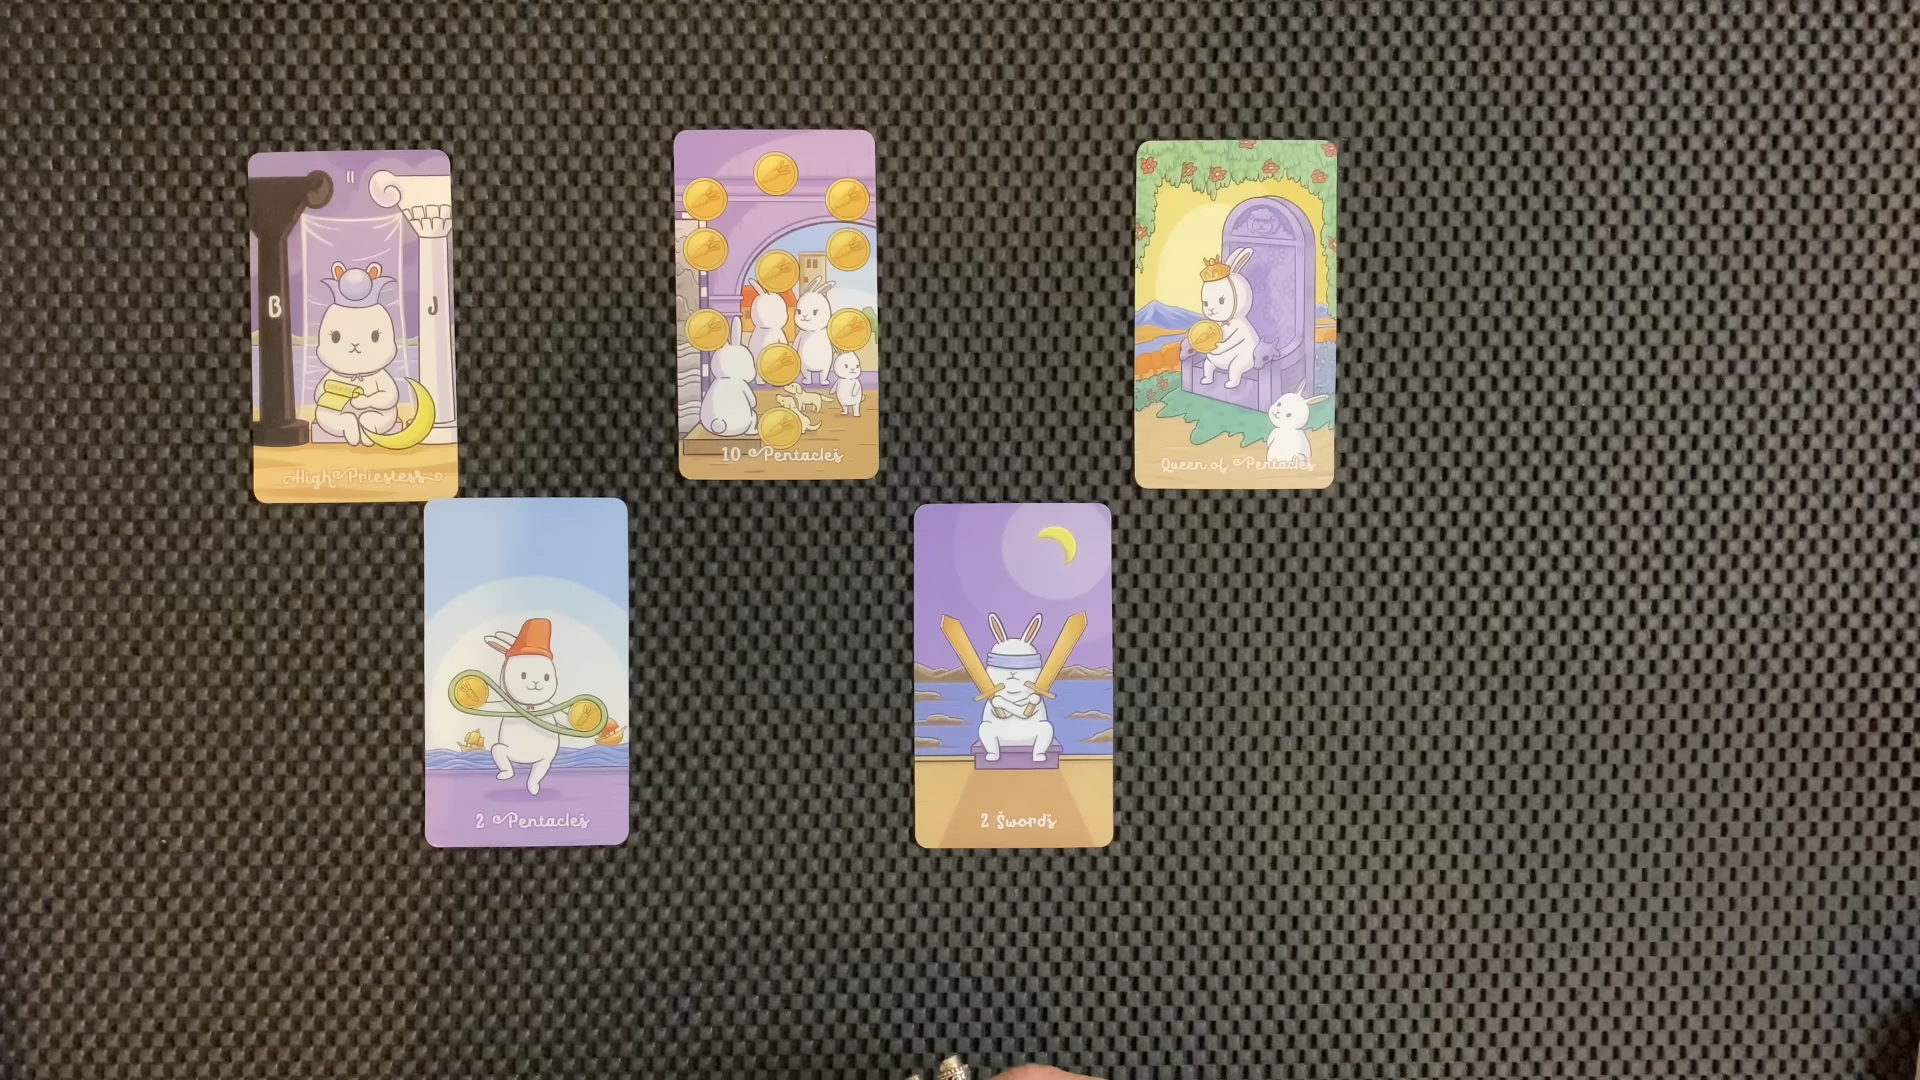 II
B
J
High Priestess
10 Pentacles
Queen of Pentacles
2 Pentacles
2 Swords